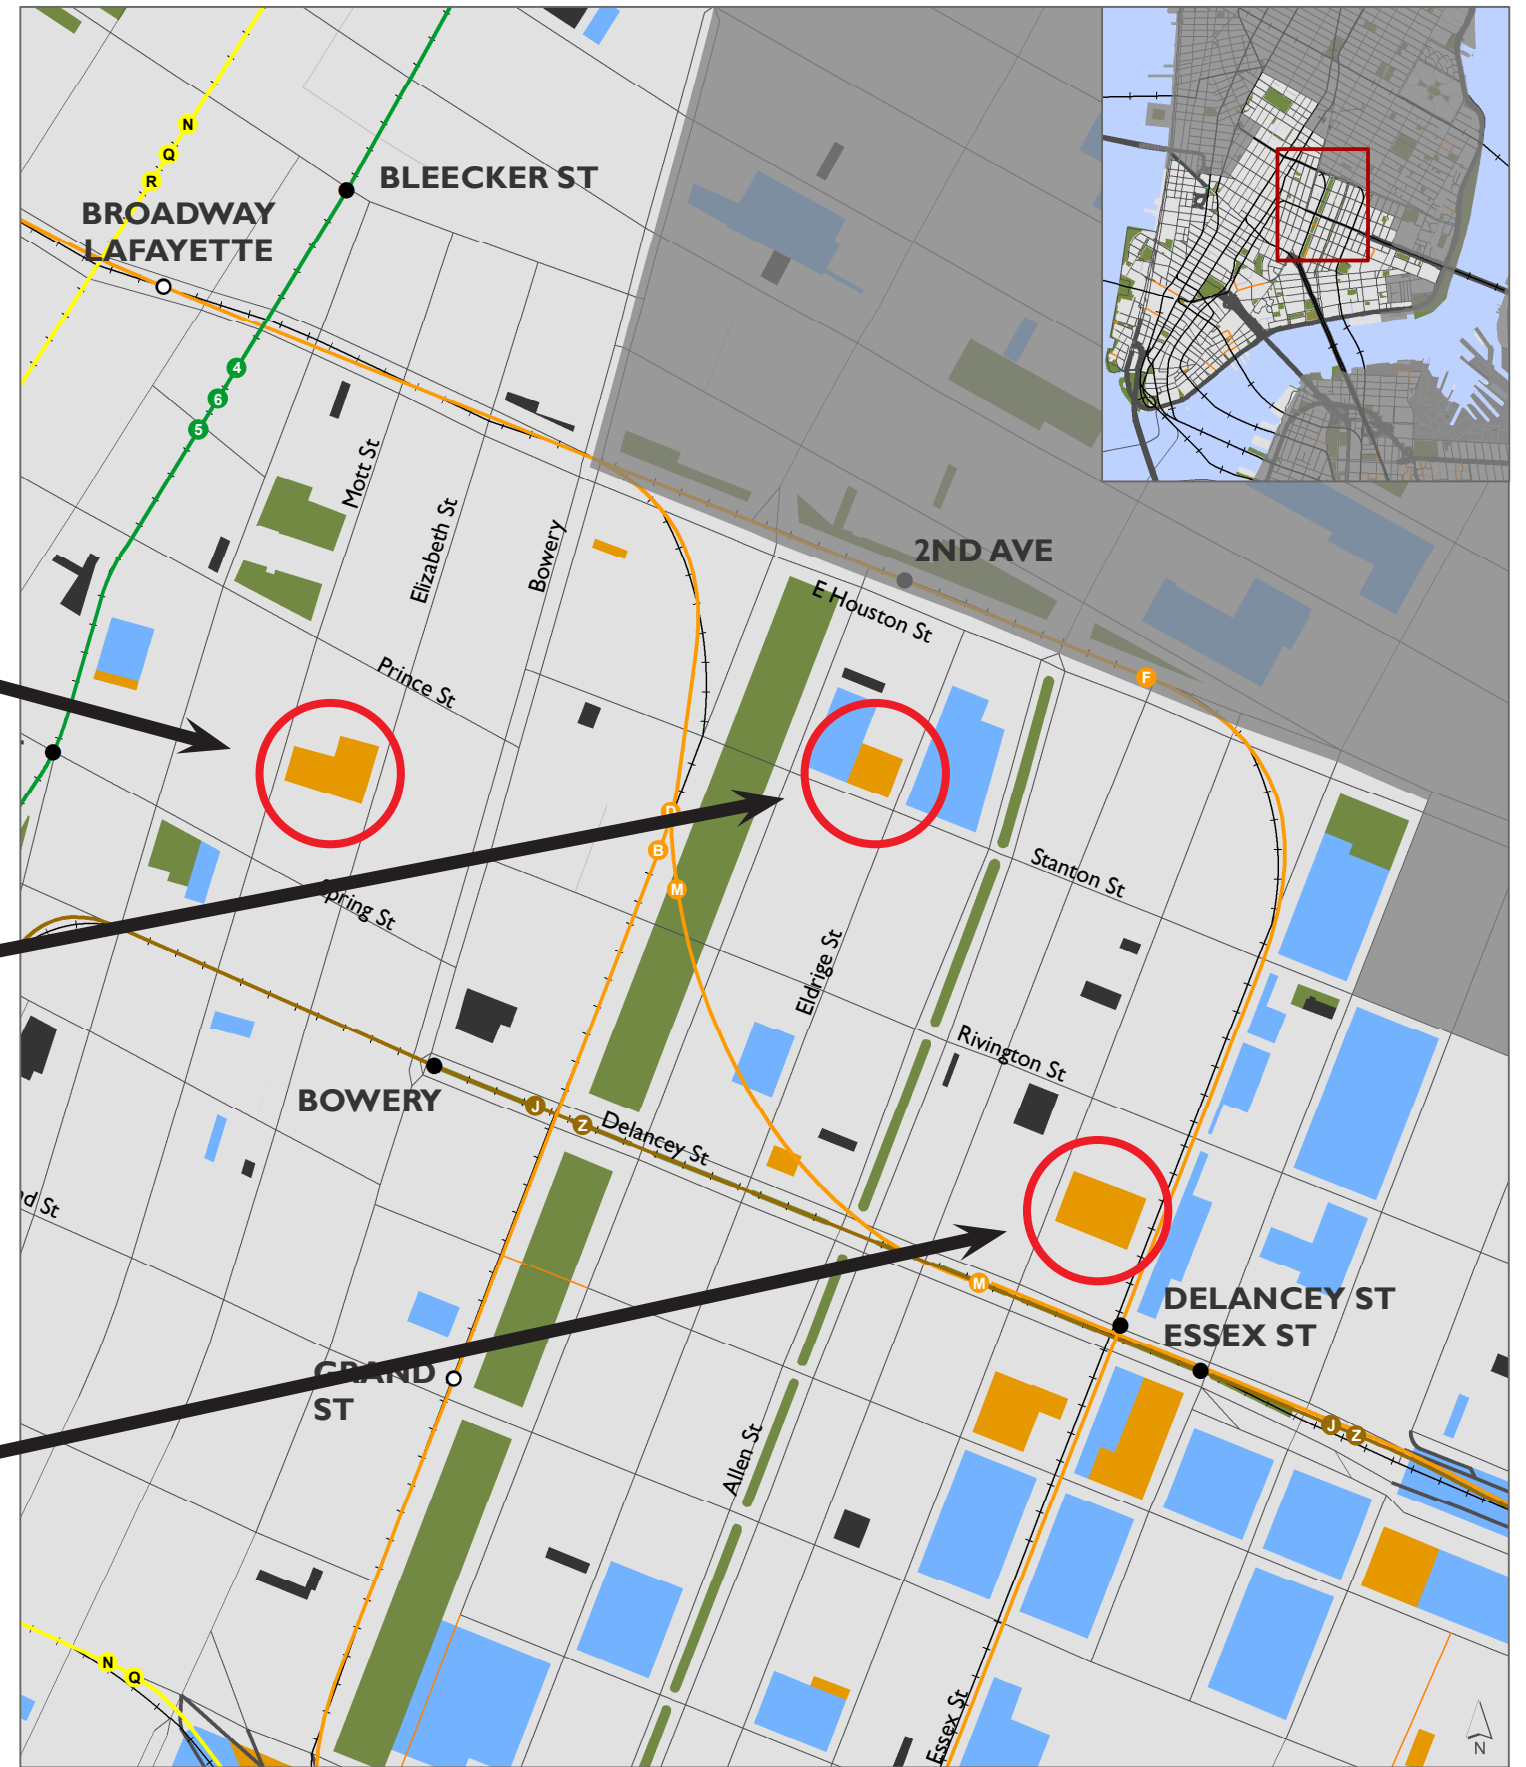 N
Q
R
BLEECKER ST
BROADWAY
LAFAYETTE
4
6
5
Mott St
Elizabeth St
Bowery
2ND AVE
E Houston St
Prince St
F
D
B
M
Stanton St
Spring St
Eldrige St
Rivington St
BOWERY
J
Z
Delancey St
nd St
M
DELANCEY ST
ESSEX ST
GRAND
ST
J
Z
Allen St
N
Q
Essex St
N